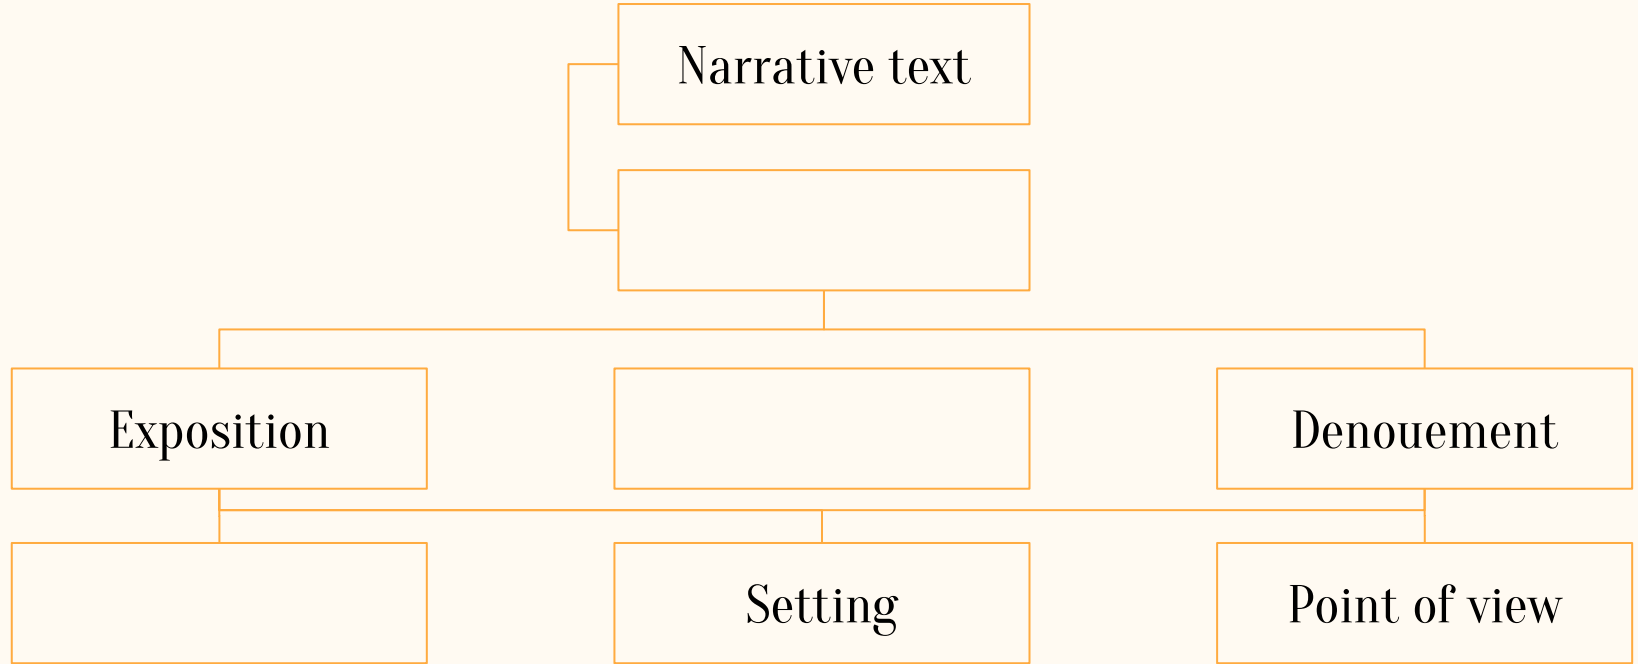 Narrative text
Exposition
Denouement
Setting
Point of view